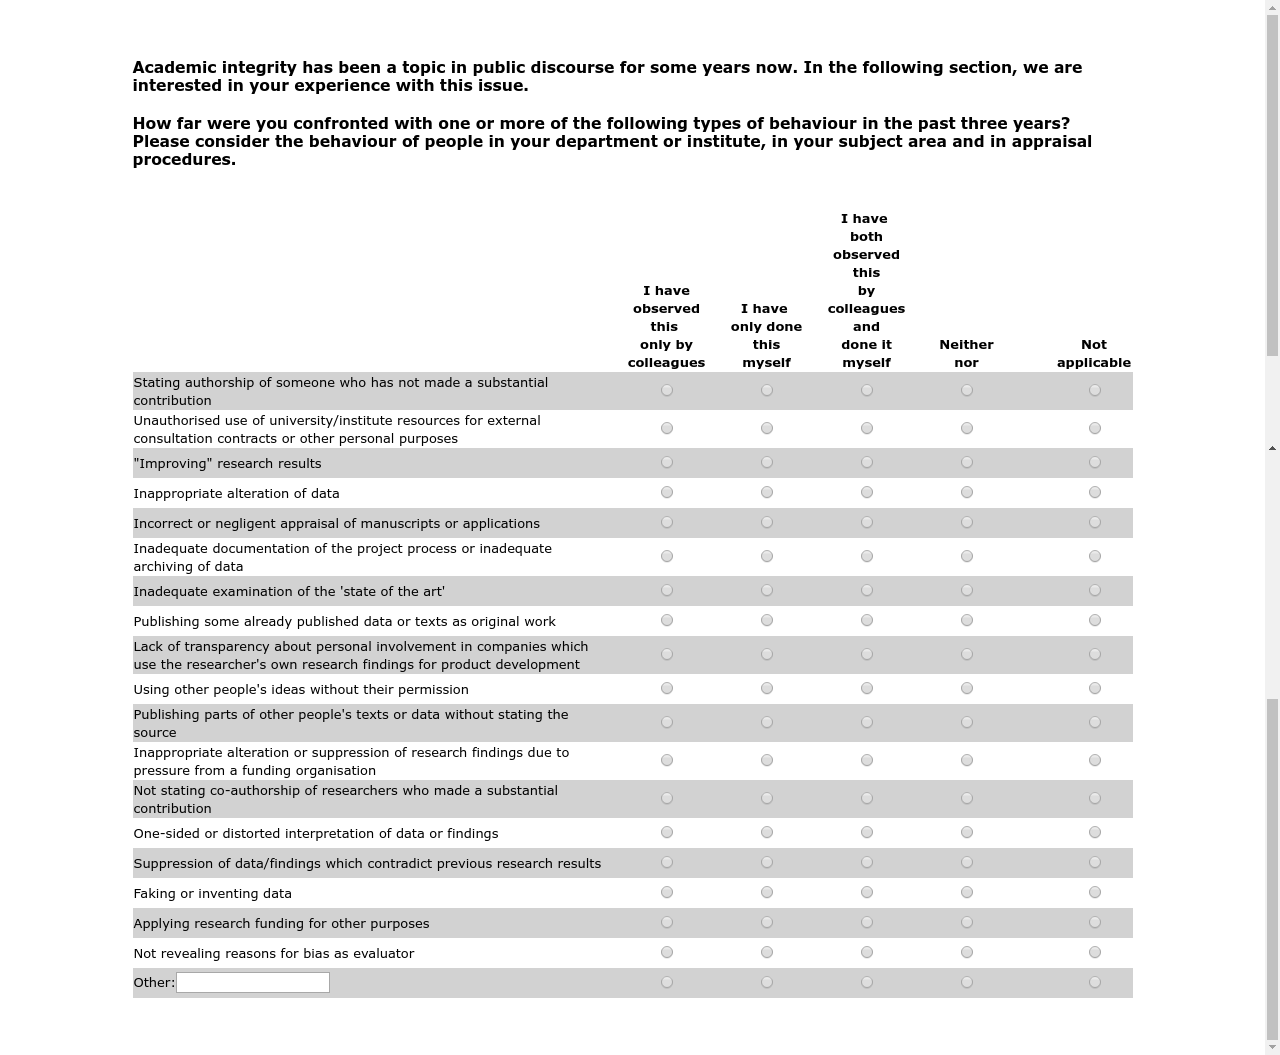 Academic integrity has been a topic in public discourse for some years now. In the following section, we are
interested in your experience with this issue.
How far were you confronted with one or more of the following types of behaviour in the past three years?
Please consider the behaviour of people in your department or institute, in your subject area and in appraisal
procedures.
I have
observed
this
only by
colleagues
I have
only done
this
myself
I have
both
observed
this
by
colleagues
and
done it
myself
Neither
nor
Not
applicable
Stating authorship of someone who has not made a substantial
contribution
Unauthorised use of university/institute resources for external
consultation contracts or other personal purposes
"Improving" research results
Inappropriate alteration of data
Incorrect or negligent appraisal of manuscripts or applications
Inadequate documentation of the project process or inadequate
archiving of data
Inadequate examination of the 'state of the art'
Publishing some already published data or texts as original work
Lack of transparency about personal involvement in companies which
use the researcher's own research findings for product development
Using other people's ideas without their permission
Publishing parts of other people's texts or data without stating the
source
Inappropriate alteration or suppression of research findings due to
pressure from a funding organisation
Not stating co-authorship of researchers who made a substantial
contribution
One-sided or distorted interpretation of data or findings
Suppression of data/findings which contradict previous research results
Faking or inventing data
Applying research funding for other purposes
Not revealing reasons for bias as evaluator
Other: